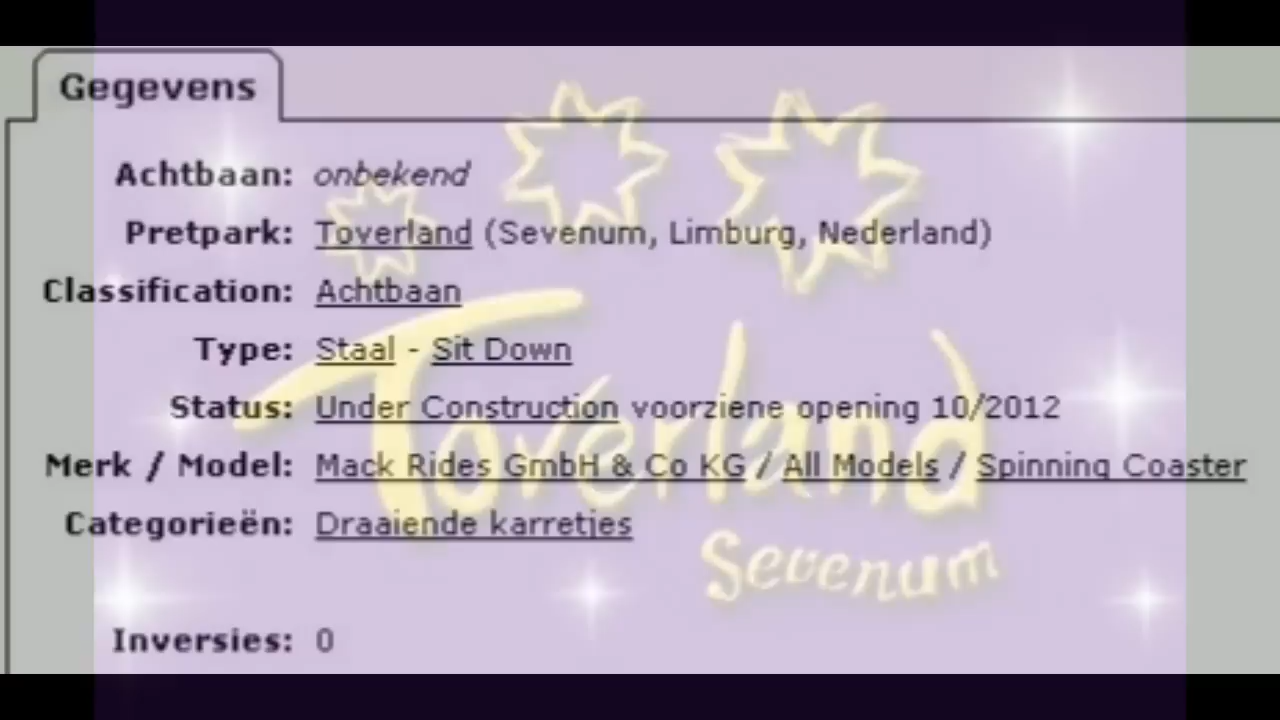 Gegevens
Achtbaan: onbekend
Pretpark: Toverland (Sevenum, Limburg, Nederland)
Classification: Achtbaan
Type: Staal - Sit Down
Status: Under Construction voorziene opening 10/2012
Merk / Model: Mack Rides GmbH & Co KG / All Models / Spinning Coaster
Toverland
Categorieën: Draaiende karretjes
Sevenum
Inversies: 0